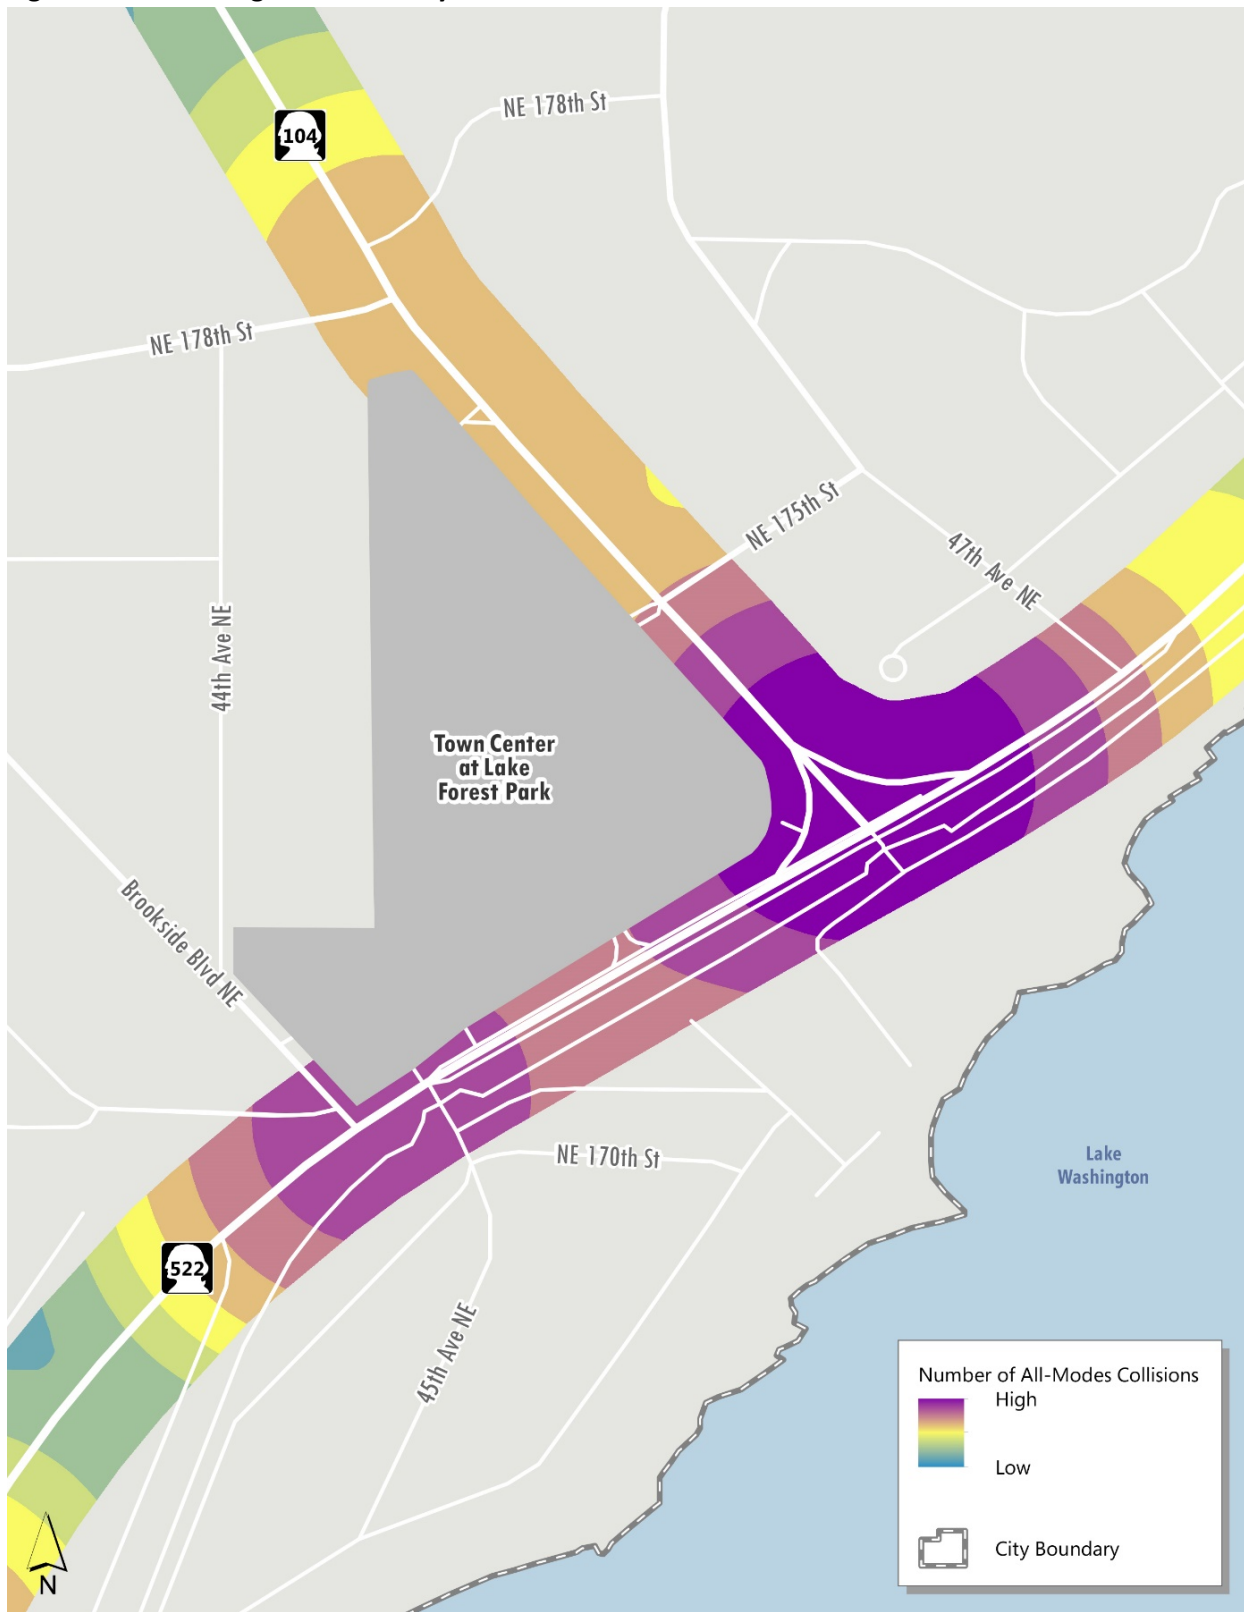 104
NE 178th St
NE 178th St
NE 175th St
47th Ave NE
44th Ave NE
Town Center
at Lake
Forest Park
Brookside Blvd NE
NE 170th St
Lake
Washington
522
45th Ave NE
Number of All-Modes Collisions
High
Low
City Boundary
N